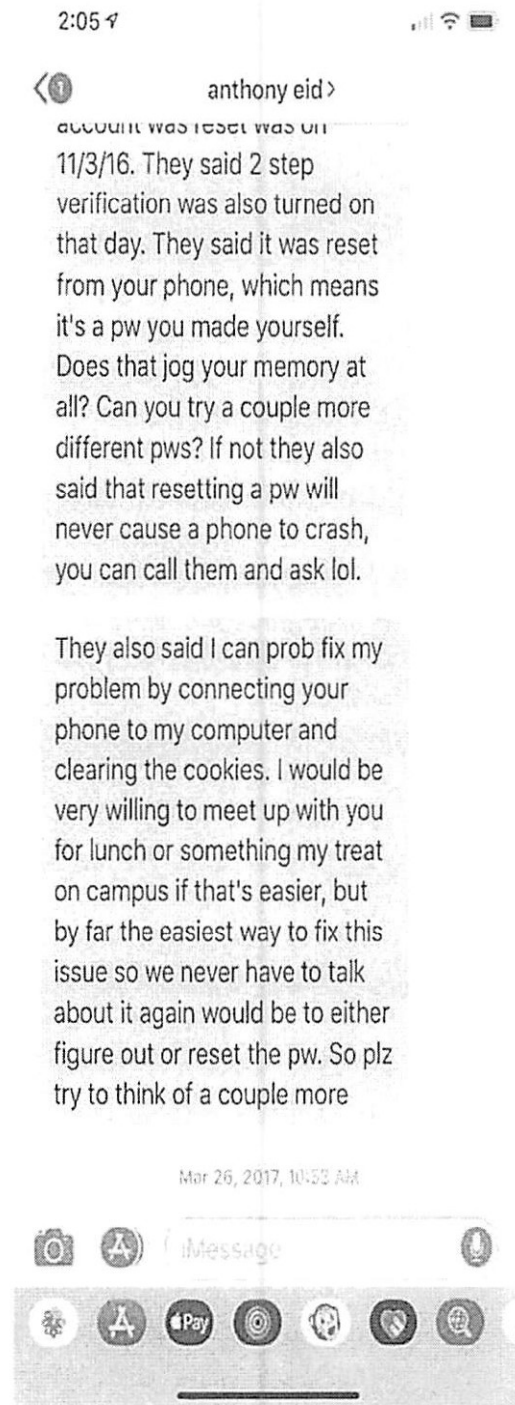 2:05
1
anthony eid >
account was reset was on
11/3/16. They said 2 step
verification was also turned on
that day. They said it was reset
from your phone, which means
it's a pw you made yourself.
Does that jog your memory at
all? Can you try a couple more
different pws? If not they also
said that resetting a pw will
never cause a phone to crash,
you can call them and ask lol.
They also said I can prob fix my
problem by connecting your
phone to my computer and
clearing the cookies. I would be
very willing to meet up with you
for lunch or something my treat
on campus if that's easier, but
by far the easiest way to fix this
issue so we never have to talk
about it again would be to either
figure out or reset the pw. So plz
try to think of a couple more
Mar 26, 2017, 10:53 AM
iMessage
Pay